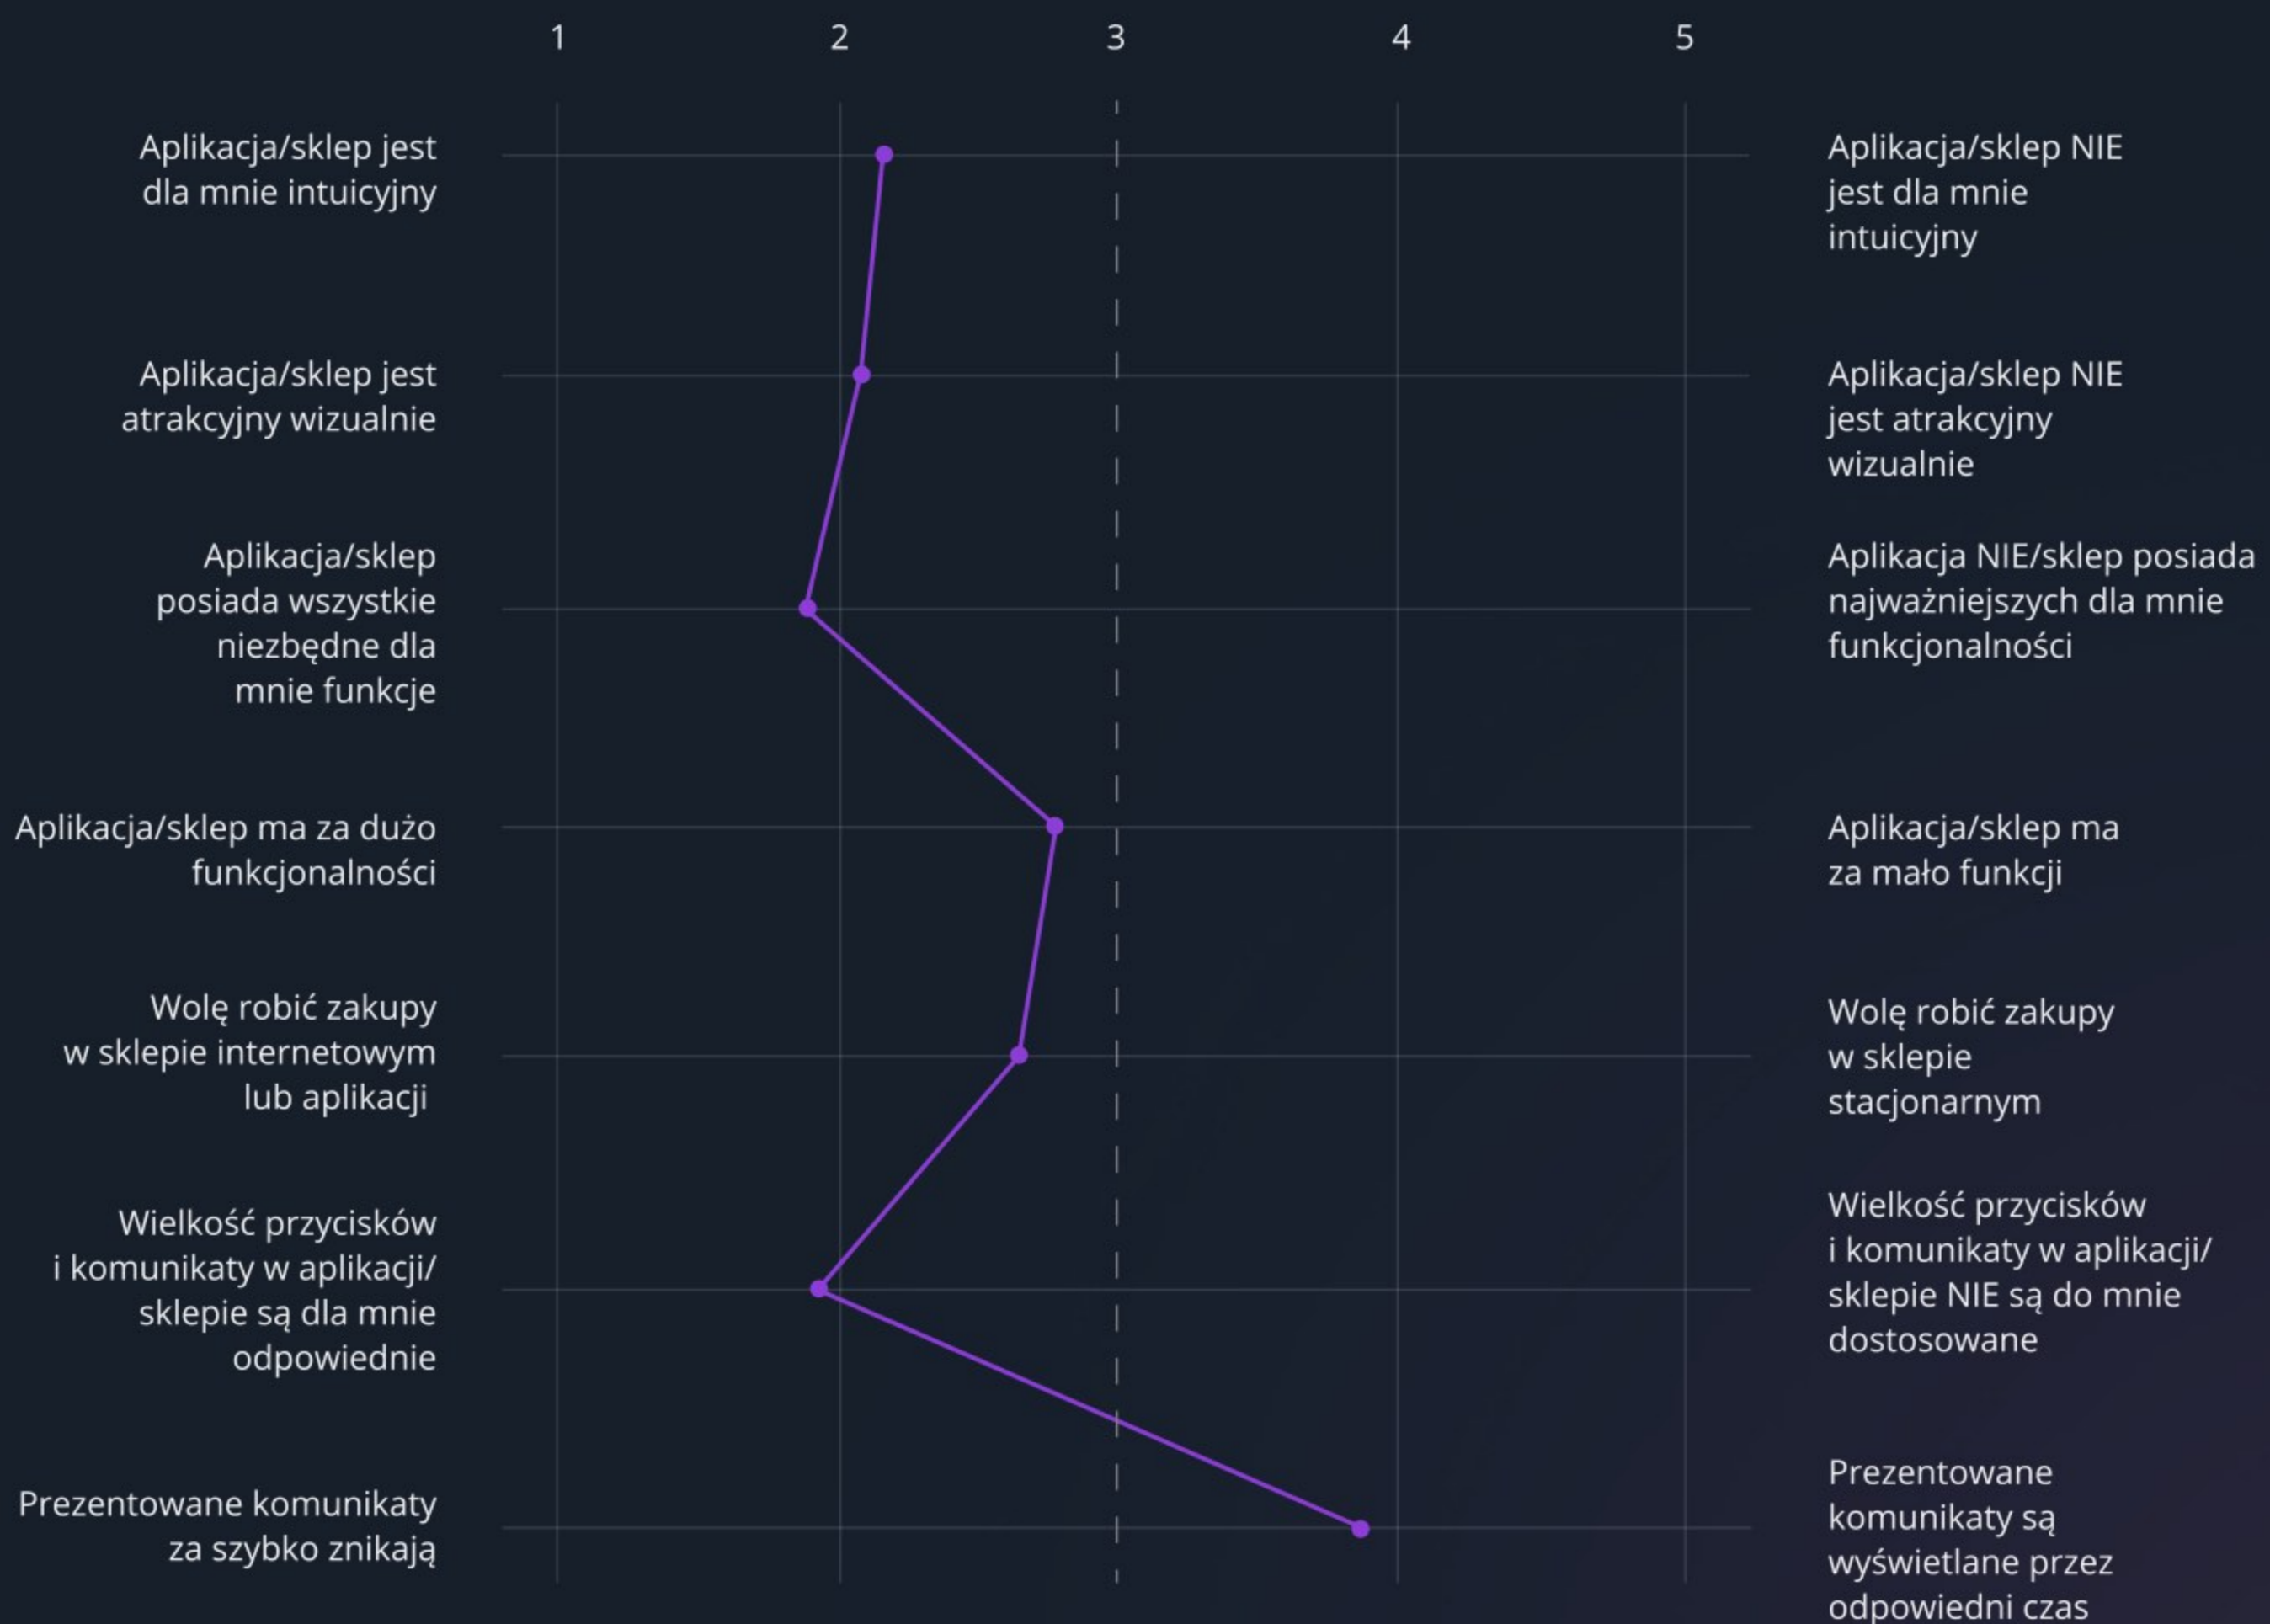 1 2 3 4 5
Aplikacja/sklep jest
dla mnie intuicyjny
Aplikacja/sklep NIE
jest dla mnie
intuicyjny
Aplikacja/sklep jest
atrakcyjny wizualnie
Aplikacja/sklep NIE
jest atrakcyjny
wizualnie
Aplikacja/sklep
posiada wszystkie
niezbędne dla
mnie funkcje
Aplikacja NIE/sklep posiada
najważniejszych dla mnie
funkcjonalności
Aplikacja/sklep ma za dużo
funkcjonalności
Aplikacja/sklep ma
za mało funkcji
Wolę robić zakupy
w sklepie internetowym
lub aplikacji
Wolę robić zakupy
w sklepie
stacjonarnym
Wielkość przycisków
i komunikaty w aplikacji/
sklepie są dla mnie
odpowiednie
Wielkość przycisków
i komunikaty w aplikacji/
sklepie NIE są do mnie
dostosowane
Prezentowane komunikaty
za szybko znikają
Prezentowane
komunikaty są
wyświetlane przez
odpowiedni czas